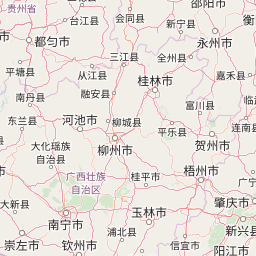 贵州省
会同县
邵阳市
新宁县
都匀市
三江县
全州县
永州市
平塘县
从江县
桂林市
嘉禾县
南丹县
融安县
富川县
东兰县
河池市
柳城县
平乐县
连南县
贺州市
大化瑶族
自治县
柳州市
梧州市
广西壮族
自治区
桂平市
大新县
肇庆市
南宁市
玉林市
新兴县
崇左市
钦州市
浦北县
信宜市
阳江市